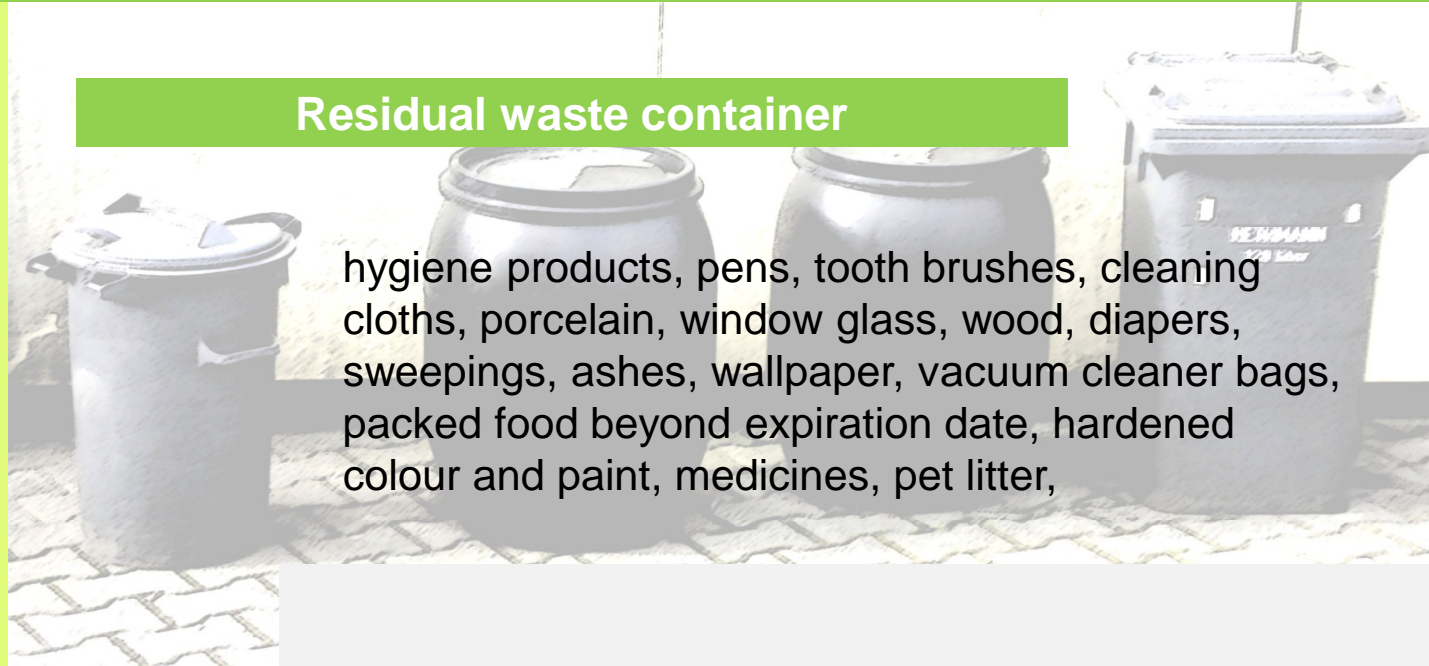 Residual waste container
hygiene products, pens, tooth brushes, cleaning
cloths, porcelain, window glass, wood, diapers,
sweepings, ashes, wallpaper, vacuum cleaner bags,
packed food beyond expiration date, hardened
colour and paint, medicines, pet litter,